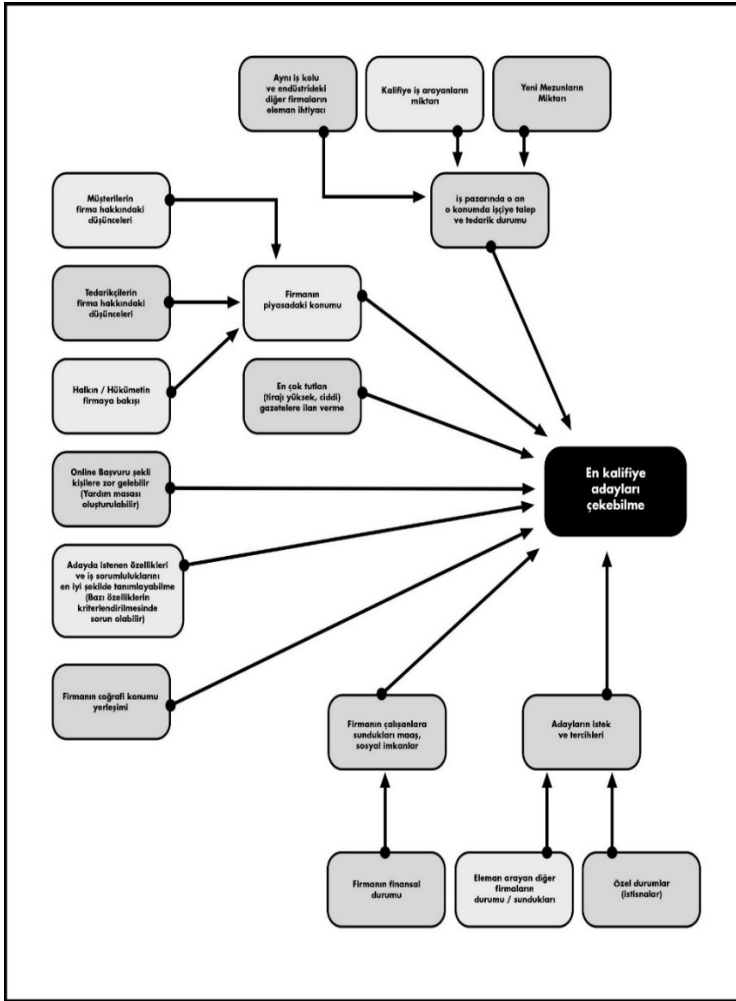 Aynı iş kolu
ve endüstrideki
diğer firmaların
eleman ihtiyacı
Kalifiye iş arayanların
miktarı
Yeni Mezunların
Miktarı
Müşterilerin
firma hakkındaki
düşünceleri
iş pazarında o an
o konumda işçiye talep
ve tedarik durumu
Tedarikçilerin
firma hakkındaki
düşünceleri
Firmanın
piyasadaki konumu
Halkın / Hükümetin
firmaya bakışı
En çok tutlan
(tirajı yüksek, ciddi)
gazetelere ilan verme
Online Başvuru şekli
kişilere zor gelebilir
(Yardım masası
oluşturulabilir)
En kalifiye
adayları
çekebilme
Adayda istenen özellikleri
ve iş sorumluluklarını
en iyi şekilde tanımlayabilme
(Bazı özelliklerin
kriterlendirilmesinde
sorun olabilir)
Firmanın coğrafi konumu
yerleşimi
Firmanın çalışanlara
sundukları maaş,
sosyal imkanlar
Adayların istek
ve tercihleri
Firmanın finansal
durumu
Eleman arayan diğer
firmaların
durumu / sundukları
Özel durumlar
(istisnalar)